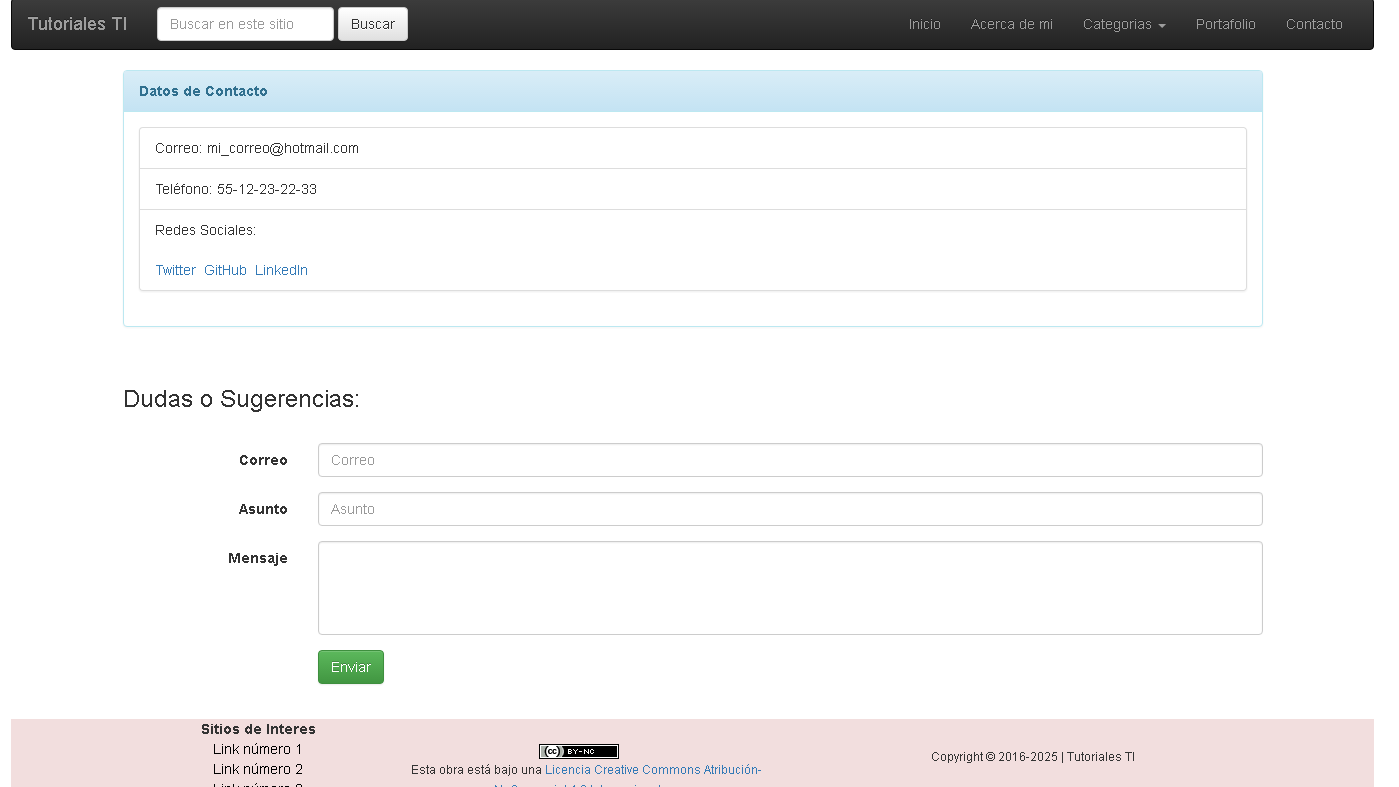 Tutoriales TI Buscar en este sitio Buscar Inicio Acerca de mi Categorias Portafolio Contacto
Datos de Contacto
Correo: mi_correo@hotmail.com
Teléfono: 55-12-23-22-33
Redes Sociales:
Twitter GitHub LinkedIn
Dudas o Sugerencias:
Correo Correo
Asunto Asunto
Mensaje
Enviar
Sitios de Interes
Link número 1
Link número 2
cc BY-NC
Esta obra está bajo una Licencia Creative Commons Atribución-
Copyright © 2016-2025 | Tutoriales TI